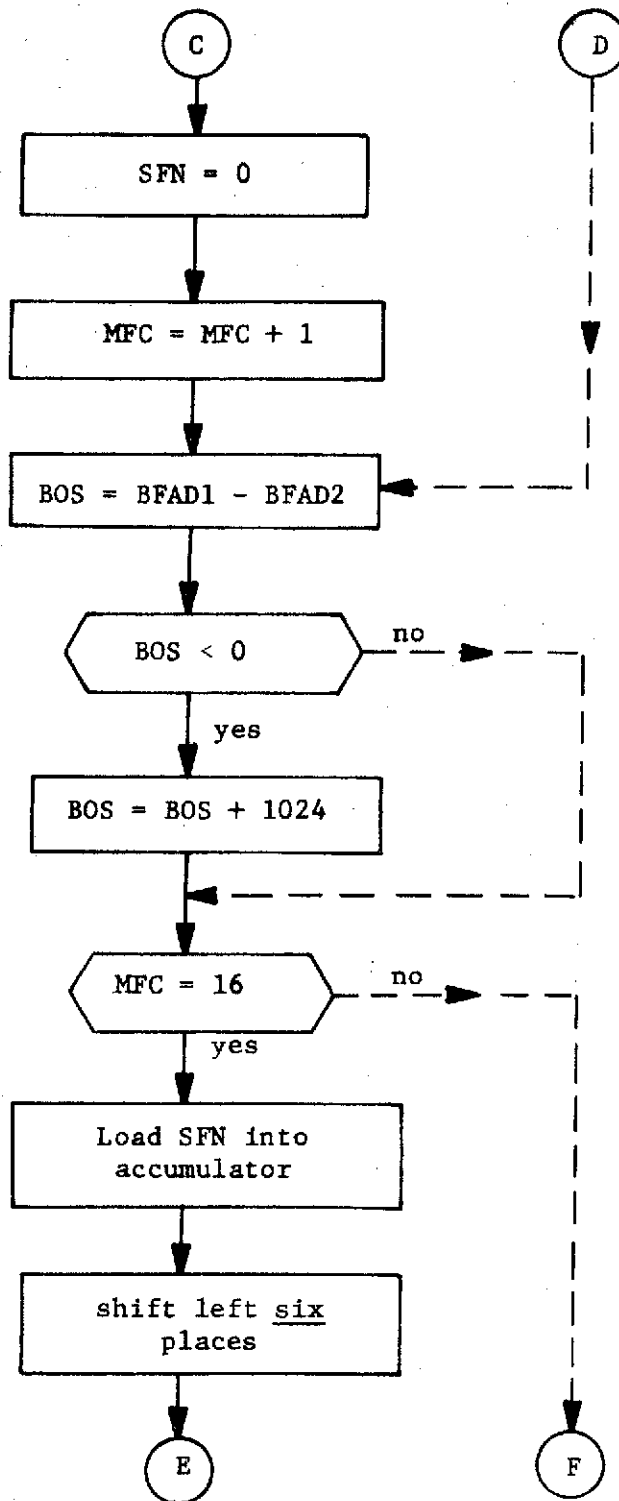 C
D
SFN = 0
MFC = MFC + 1
BOS = BFAD1 - BFAD2
BOS < 0
no
yes
BOS = BOS + 1024
MFC = 16
no
yes
Load SFN into
accumulator
shift left six
places
E
F